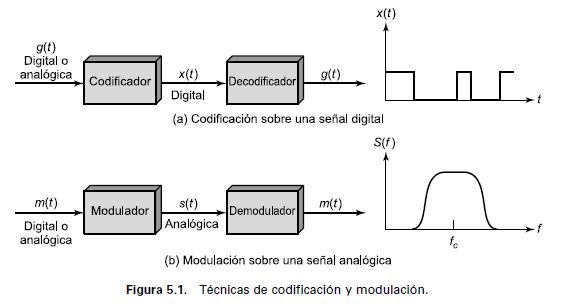 g(t)
Digital o
analógica
Codificador
x(t)
Digital
Decodificador
g(t)
x(t)
t
(a) Codificación sobre una señal digital
m(t)
Digital o
analógica
Modulador
s(t)
Analógica
Demodulador
m(t)
S(f)
f
fc
(b) Modulación sobre una señal analógica
Figura 5.1. Técnicas de codificación y modulación.